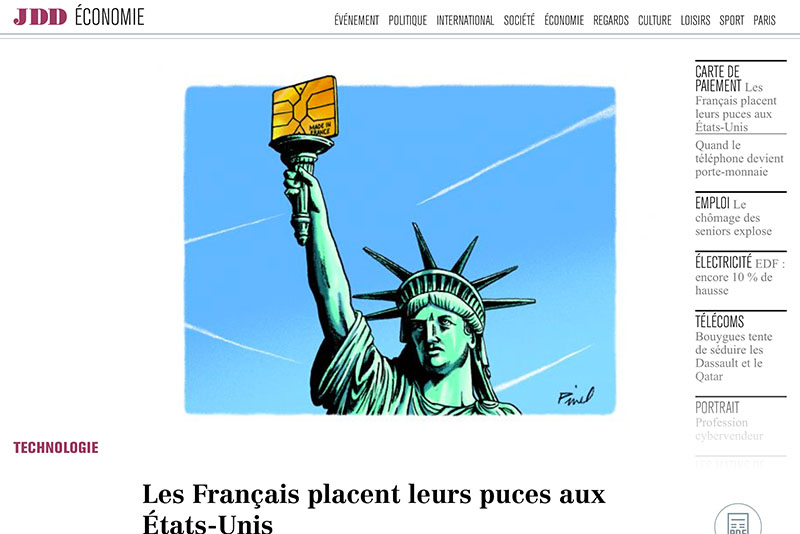 JDD ÉCONOMIE
ÉVÉNEMENT POLITIQUE INTERNATIONAL SOCIÉTÉ ÉCONOMIE REGARDS CULTURE LOISIRS SPORT PARIS
MADE IN
FRANCE
Pinel
CARTE DE
PAIEMENT Les
Français placent
leurs puces aux
États-Unis
Quand le
téléphone devient
porte-monnaie
EMPLOI Le
chômage des
seniors explose
ÉLECTRICITÉ EDF :
encore 10 % de
hausse
TÉLÉCOMS
Bouygues tente
de séduire les
Dassault et le
Qatar
PORTRAIT
Profession
cybervendeur
TECHNOLOGIE
Les Français placent leurs puces aux
États-Unis